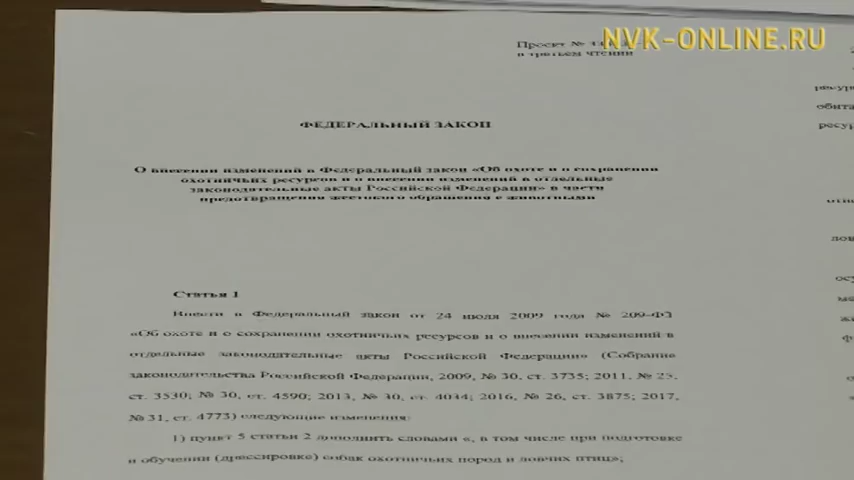 NVK-ONLINE.RU
Проект №
в третьем чтении
ФЕДЕРАЛЬНЫЙ ЗАКОН
О внесении изменений в Федеральный закон «Об охоте и о сохранении
охотничьих ресурсов и о внесении изменений в отдельные
законодательные акты Российской Федерации» в части
предотвращения жестокого обращения с животными
Статья 1
Внести в Федеральный закон от 24 июля 2009 года № 209-ФЗ
«Об охоте и о сохранении охотничьих ресурсов и о внесении изменений в
отдельные законодательные акты Российской Федерации» (Собрание
законодательства Российской Федерации, 2009, № 30, ст. 3735; 2011, № 25,
ст. 3530; № 30, ст. 4590; 2013, № 30, ст. 4034; 2016, № 26, ст. 3875; 2017,
№ 31, ст. 4773) следующие изменения:
1) пункт 5 статьи 2 дополнить словами «, в том числе при подготовке
и обучении (дрессировке) собак охотничьих пород и ловчих птиц»;